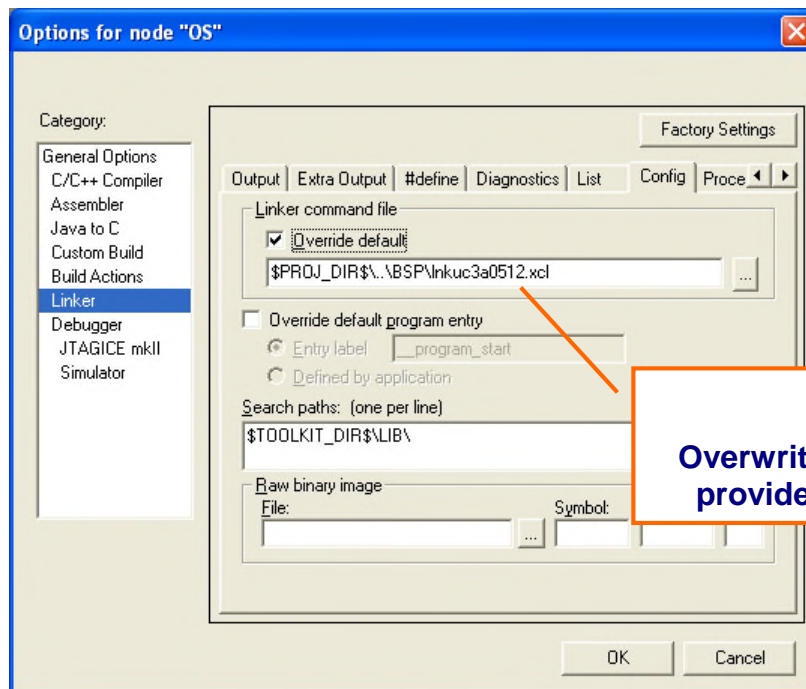 Options for node "OS"
Category:
Factory Settings
General Options
C/C++ Compiler
Assembler
Java to C
Custom Build
Build Actions
Linker
Debugger
JTAGICE mkII
Simulator
Output Extra Output #define Diagnostics List Config Proce
Linker command file
Override default
$PROJ_DIR$\..\BSP\lnkuc3a0512.xcl
...
Override default program entry
Entry label __program_start
Defined by application
Search paths: (one per line)
$TOOLKIT_DIR$\LIB\
Raw binary image
File: Symbol:
...
Overwrit
provide
OK Cancel